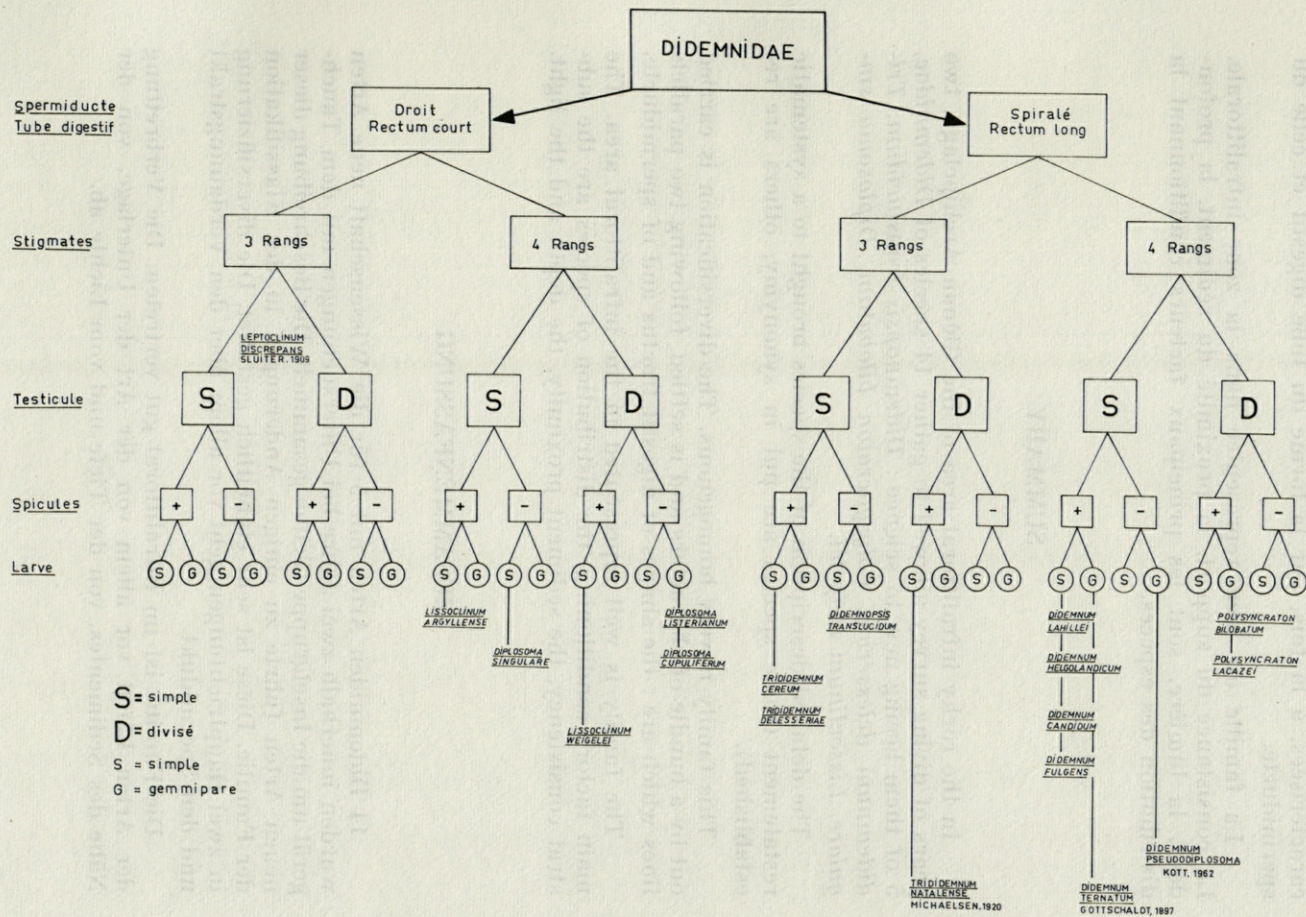 DIDEMNIDAE
Spermiducte
Tube digestif
Droit
Rectum court
Spiralé
Rectum long
Stigmates
3 Rangs
4 Rangs
3 Rangs
4 Rangs
LEPTOCLINUM
DISCREPANS
SLUITER.1909
Testicule
S
D
S
D
S
D
S
D
Spicules
+
-
+
-
+
-
+
-
+
-
+
-
+
-
+
-
Larve
S G S G S G S G
S G S G S G S G
S G S G S G S G
S G S G S G S G
LISSOCLINUM
ARGYLLENSE
DIPLOSOMA
SINGULARE
LISSOCLINUM
WEIGELEI
DIPLOSOMA
LISTERIANUM
DIPLOSOMA
CUPULIFERUM
TRIDIDEMNUM
CEREUM
TRIDIDEMNUM
DELESSERIAE
DIDEMNOPSIS
TRANSLUCIDUM
TRIDIDEMNUM
NATALENSE
MICHAELSEN,1920
DIDEMNUM
LAHILLEI
DIDEMNUM
HELGOLANDICUM
DIDEMNUM
CANDIDUM
DIDEMNUM
FULGENS
DIDEMNUM
TERNATUM
GOTTSCHALDT, 1897
DIDEMNUM
PSEUDODIPLOSOMA
KOTT. 1962
POLYSYNCRATON
BILOBATUM
POLYSYNCRATON
LACAZEI
S = simple
D = divisé
S = simple
G = gemmipare